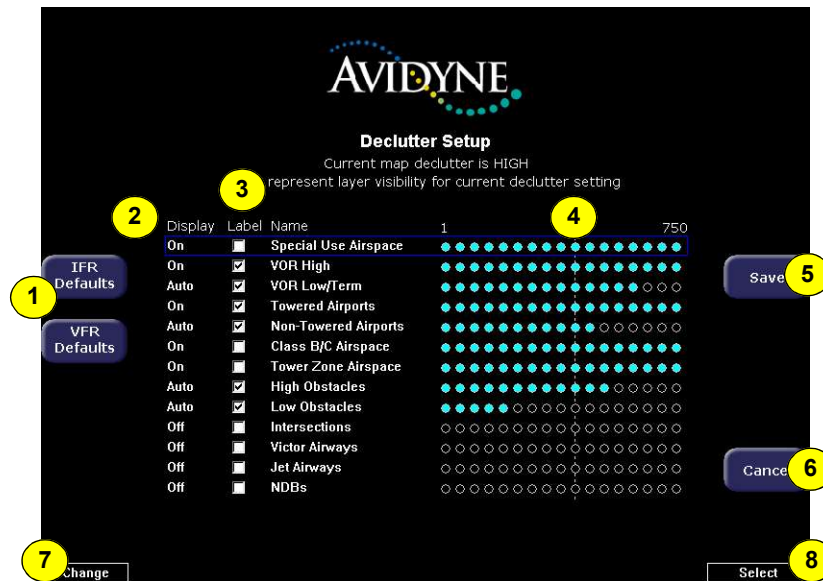 AVIDYNE
Declutter Setup
Current map declutter is HIGH
represent layer visibility for current declutter setting
3
2
4
Display Label Name 1 750
On Special Use Airspace
On VOR High
Auto VOR Low/Term
On Towered Airports
Auto Non-Towered Airports
On Class B/C Airspace
On Tower Zone Airspace
Auto High Obstacles
Auto Low Obstacles
Off Intersections
Off Victor Airways
Off Jet Airways
Off NDBs
IFR
Defaults
1
VFR
Defaults
Save 5
Cance 6
7
Change
8
Select